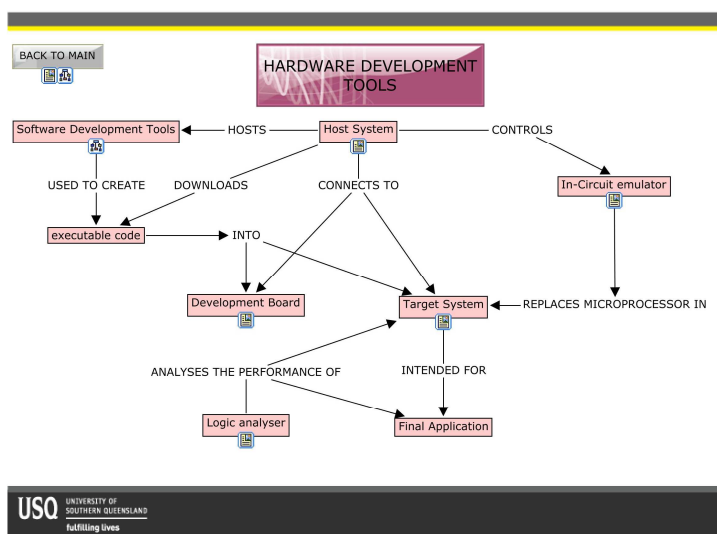 BACK TO MAIN
HARDWARE DEVELOPMENT
TOOLS
Software Development Tools
HOSTS
Host System
CONTROLS
USED TO CREATE
DOWNLOADS
CONNECTS TO
In-Circuit emulator
executable code
INTO
Development Board
Target System
REPLACES MICROPROCESSOR IN
ANALYSES THE PERFORMANCE OF
INTENDED FOR
Logic analyser
Final Application
USQ
UNIVERSITY OF
SOUTHERN QUEENSLAND
fulfilling lives